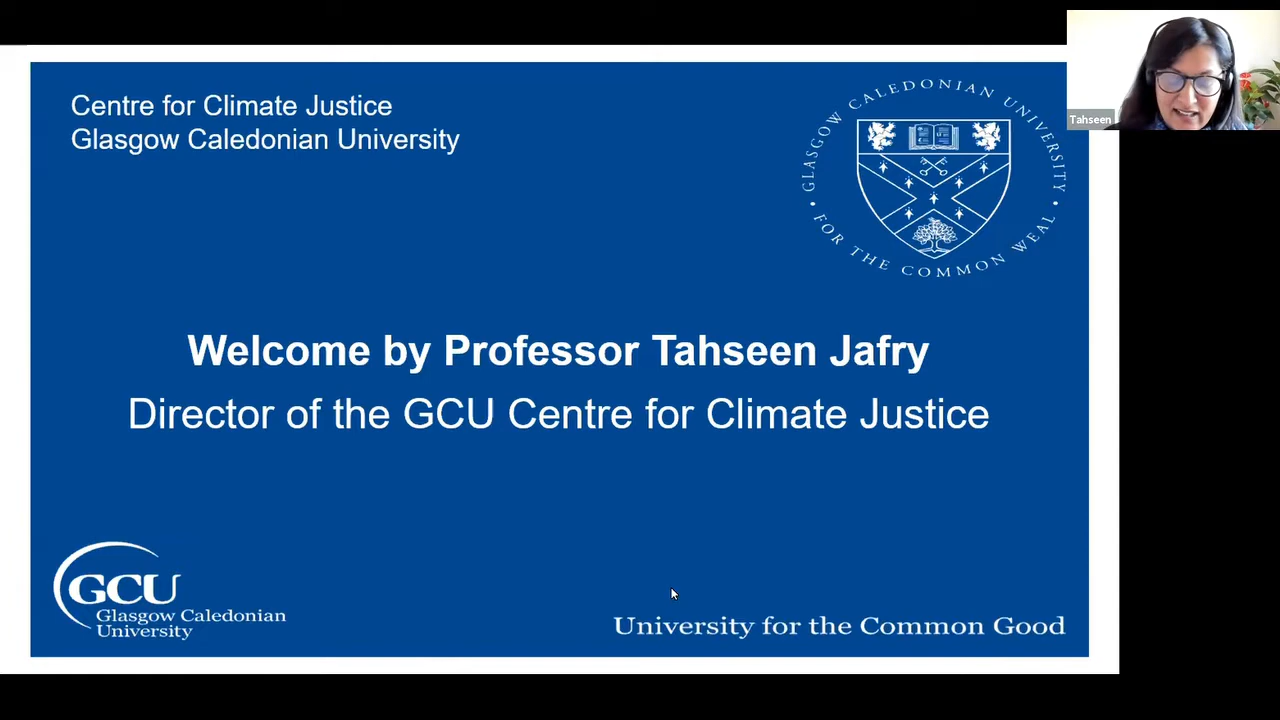 Centre for Climate Justice
Glasgow Caledonian University
GLASGOW CALEDONIAN UNIVERSITY
• FOR THE COMMON WEAL •
Tahseen
Welcome by Professor Tahseen Jafry
Director of the GCU Centre for Climate Justice
GCU
Glasgow Caledonian
University
University for the Common Good